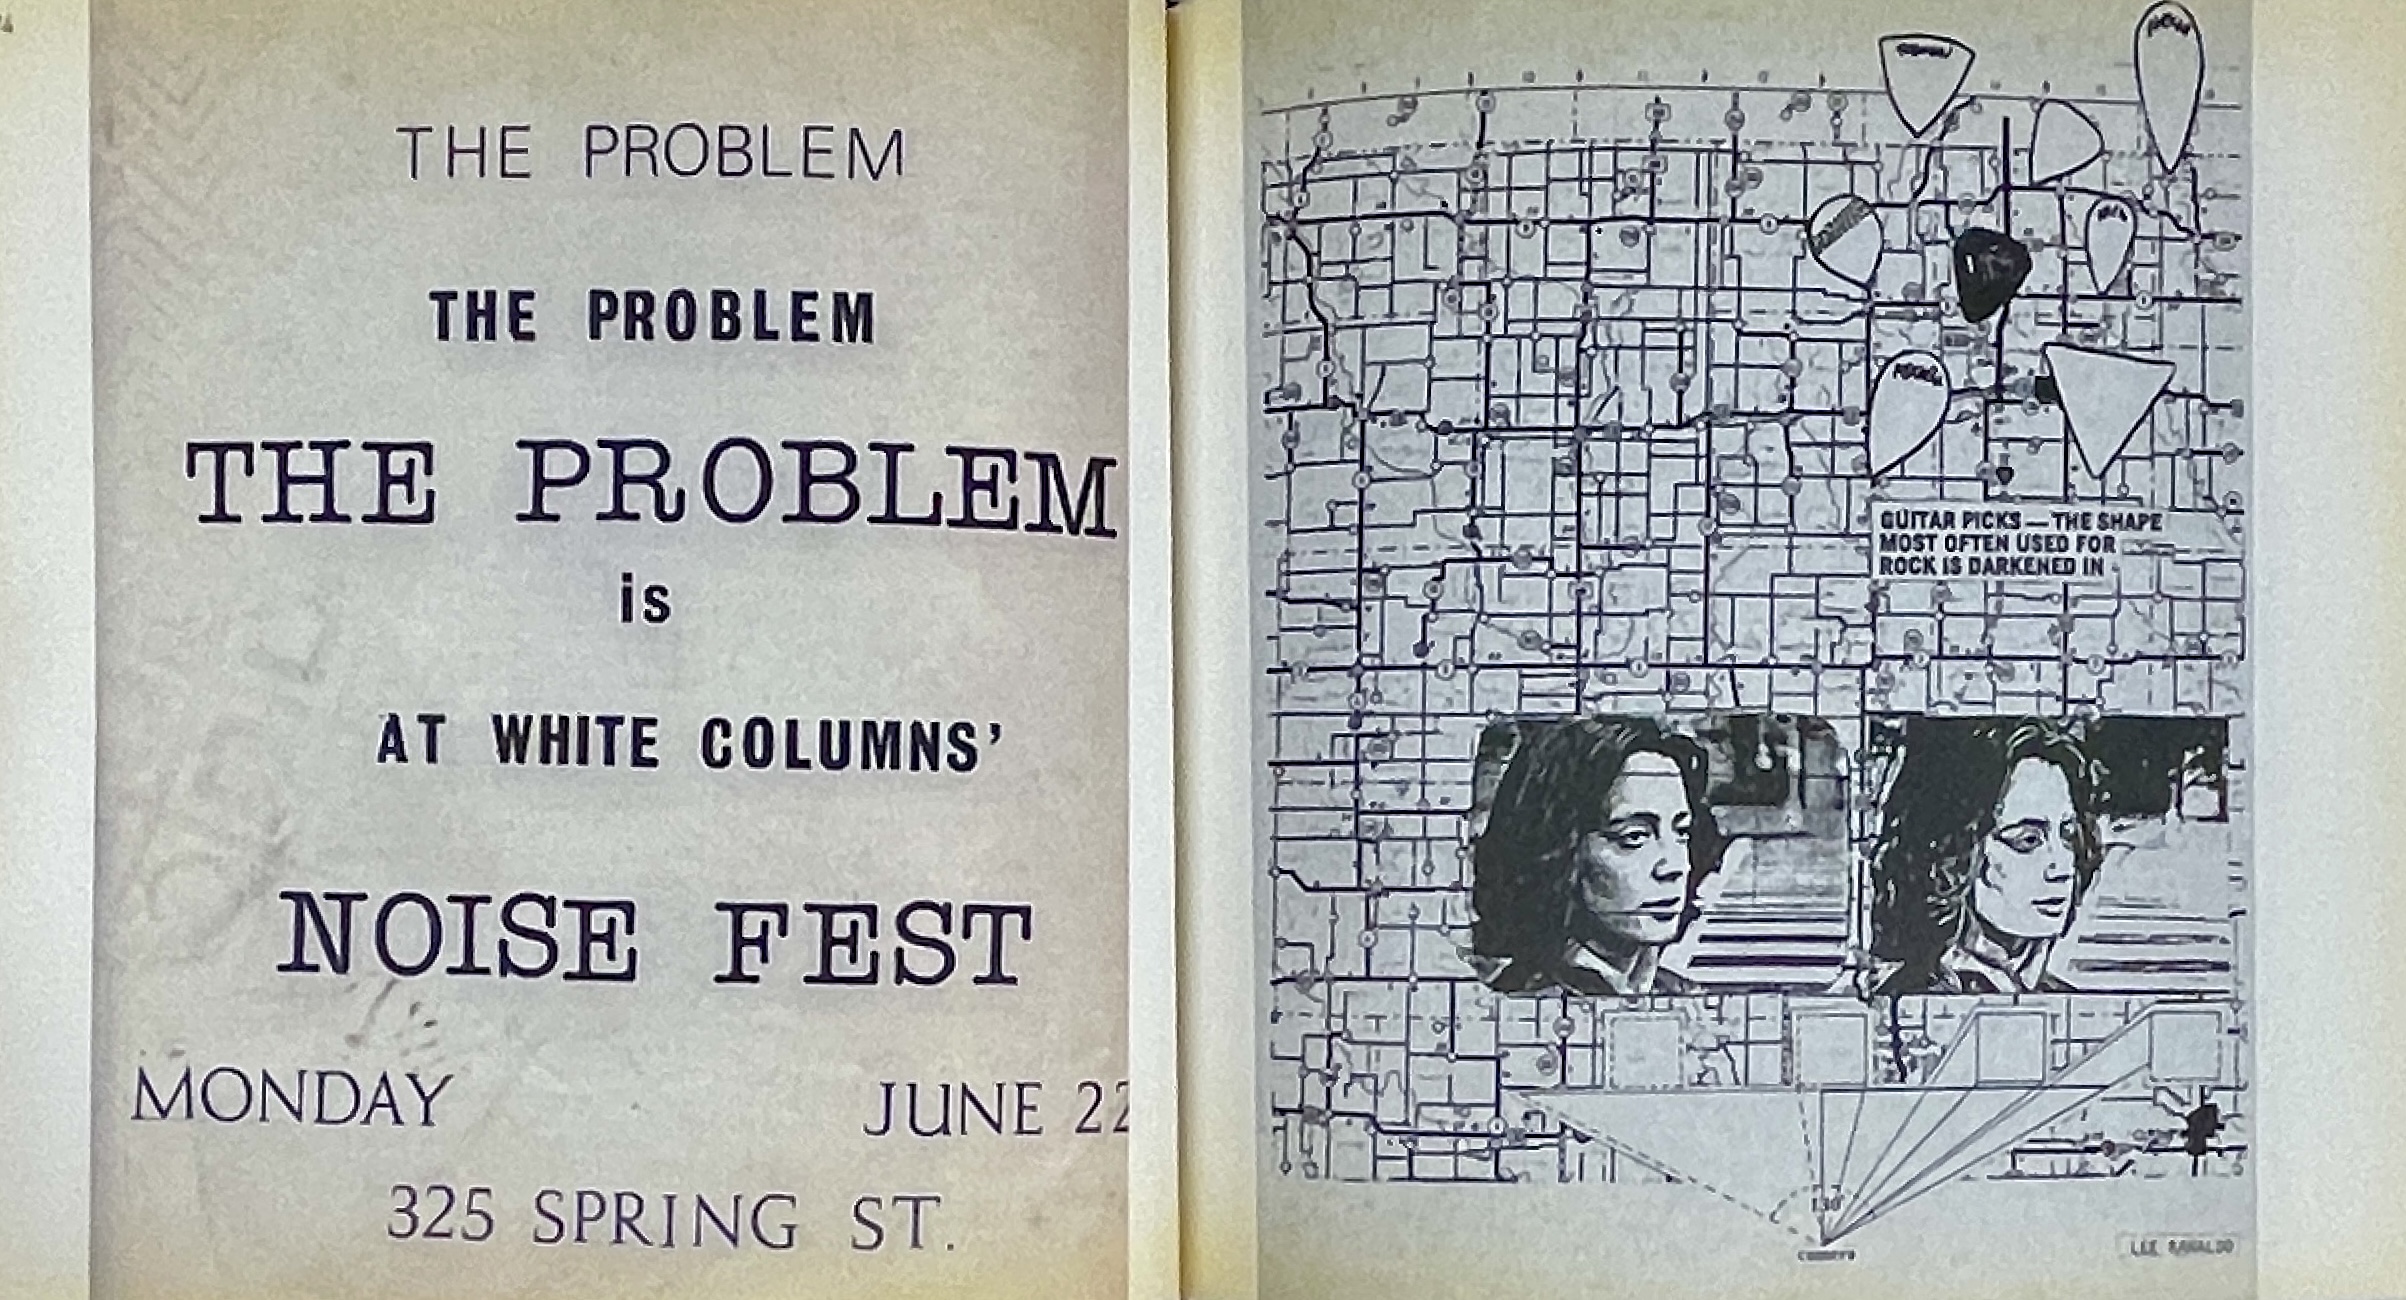 THE PROBLEM
THE PROBLEM
THE PROBLEM
is
AT WHITE COLUMNS'
NOISE FEST
MONDAY JUNE 22
325 SPRING ST.
GUITAR PICKS — THE SHAPE
MOST OFTEN USED FOR
ROCK IS DARKENED IN
130°
LEE RANALDO